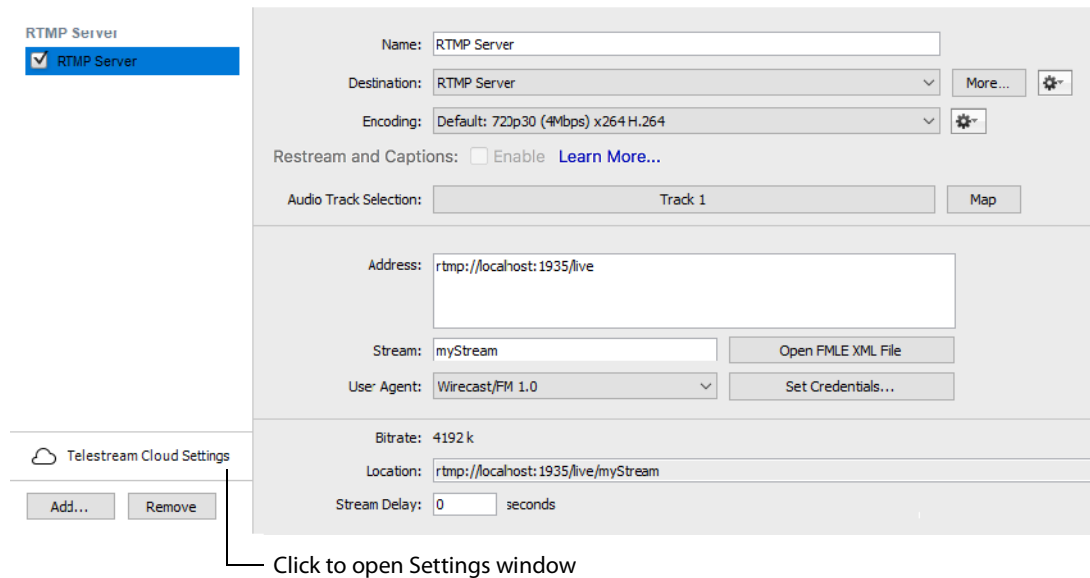 RTMP Server
RTMP Server
Name: RTMP Server
Destination: RTMP Server More...
Encoding: Default: 720p30 (4Mbps) x264 H.264
Restream and Captions: Enable Learn More...
Audio Track Selection: Track 1 Map
Address: rtmp://localhost:1935/live
Stream: myStream Open FMLE XML File
User Agent: Wirecast/FM 1.0 Set Credentials...
Bitrate: 4192 k
Telestream Cloud Settings
Location: rtmp://localhost:1935/live/myStream
Stream Delay: 0 seconds
Add... Remove
Click to open Settings window